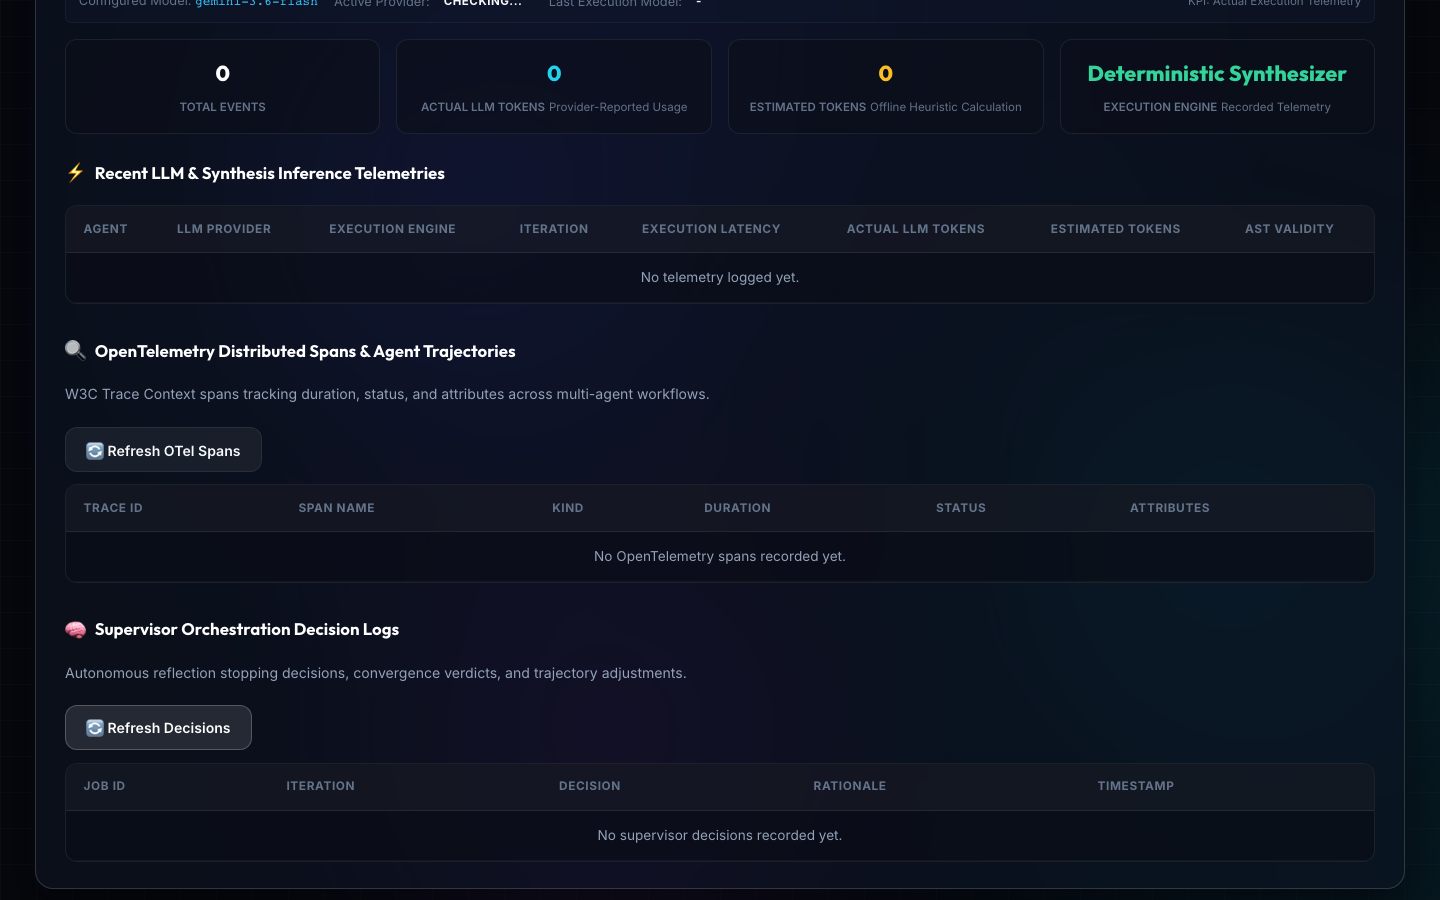 Configured Model: gemini-3.6-flash Active Provider: CHECKING... Last Execution Model: - KPI: Actual Execution Telemetry
0
TOTAL EVENTS
0
ACTUAL LLM TOKENS Provider-Reported Usage
0
ESTIMATED TOKENS Offline Heuristic Calculation
Deterministic Synthesizer
EXECUTION ENGINE Recorded Telemetry
Recent LLM & Synthesis Inference Telemetries
AGENT LLM PROVIDER EXECUTION ENGINE ITERATION EXECUTION LATENCY ACTUAL LLM TOKENS ESTIMATED TOKENS AST VALIDITY
No telemetry logged yet.
OpenTelemetry Distributed Spans & Agent Trajectories
W3C Trace Context spans tracking duration, status, and attributes across multi-agent workflows.
Refresh OTel Spans
TRACE ID SPAN NAME KIND DURATION STATUS ATTRIBUTES
No OpenTelemetry spans recorded yet.
Supervisor Orchestration Decision Logs
Autonomous reflection stopping decisions, convergence verdicts, and trajectory adjustments.
Refresh Decisions
JOB ID ITERATION DECISION RATIONALE TIMESTAMP
No supervisor decisions recorded yet.